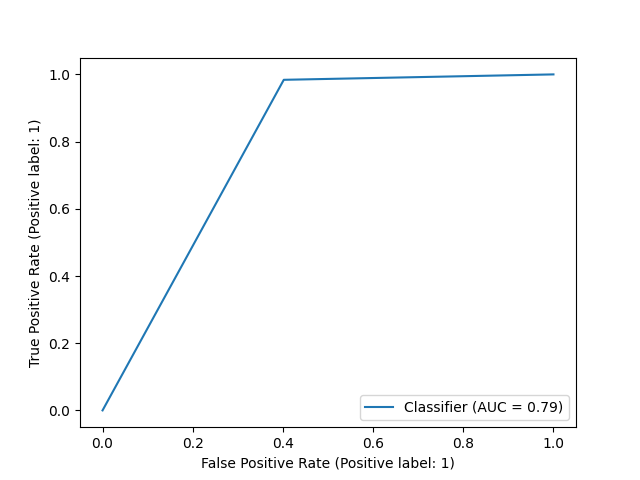 True Positive Rate (Positive label: 1)
1.0
0.8
0.6
0.4
0.2
0.0
Classifier (AUC = 0.79)
0.0 0.2 0.4 0.6 0.8 1.0
False Positive Rate (Positive label: 1)